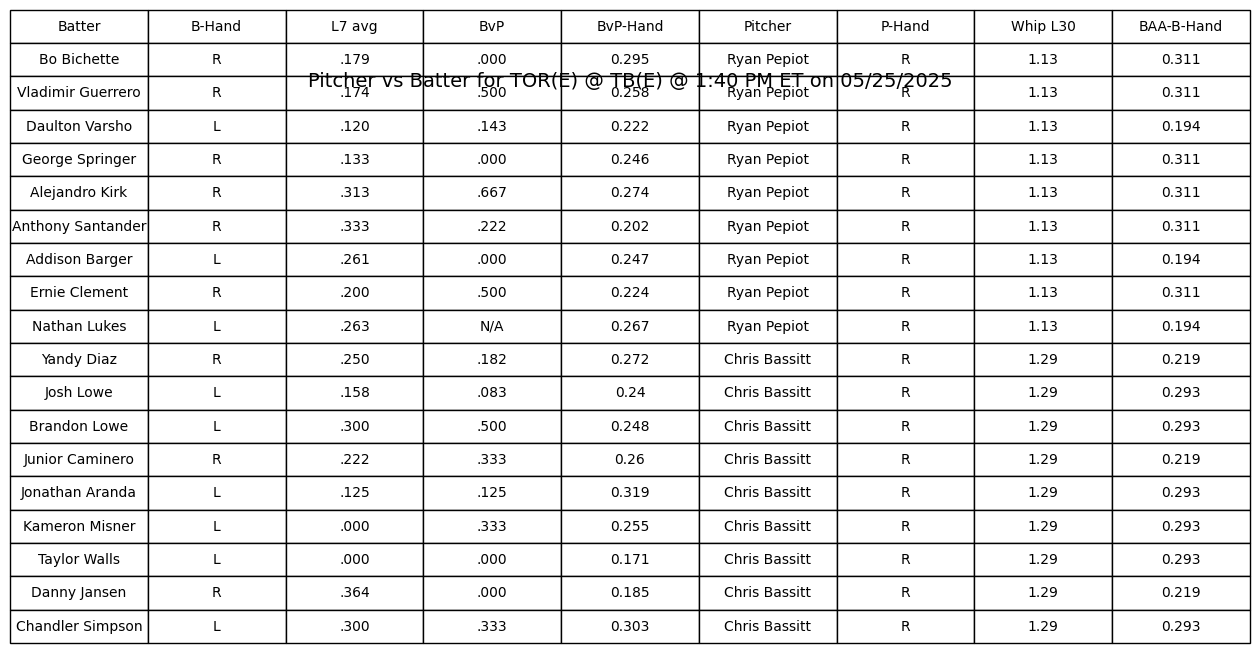 Batter B-Hand L7 avg BvP BvP-Hand Pitcher P-Hand Whip L30 BAA-B-Hand
Bo Bichette R .179 .000 0.295 Ryan Pepiot R 1.13 0.311
Pitcher vs Batter for TOR(E) @ TB(E) @ 1:40 PM ET on 05/25/2025
Vladimir Guerrero R .174 .500 0.258 Ryan Pepiot R 1.13 0.311
Daulton Varsho L .120 .143 0.222 Ryan Pepiot R 1.13 0.194
George Springer R .133 .000 0.246 Ryan Pepiot R 1.13 0.311
Alejandro Kirk R .313 .667 0.274 Ryan Pepiot R 1.13 0.311
Anthony Santander R .333 .222 0.202 Ryan Pepiot R 1.13 0.311
Addison Barger L .261 .000 0.247 Ryan Pepiot R 1.13 0.194
Ernie Clement R .200 .500 0.224 Ryan Pepiot R 1.13 0.311
Nathan Lukes L .263 N/A 0.267 Ryan Pepiot R 1.13 0.194
Yandy Diaz R .250 .182 0.272 Chris Bassitt R 1.29 0.219
Josh Lowe L .158 .083 0.24 Chris Bassitt R 1.29 0.293
Brandon Lowe L .300 .500 0.248 Chris Bassitt R 1.29 0.293
Junior Caminero R .222 .333 0.26 Chris Bassitt R 1.29 0.219
Jonathan Aranda L .125 .125 0.319 Chris Bassitt R 1.29 0.293
Kameron Misner L .000 .333 0.255 Chris Bassitt R 1.29 0.293
Taylor Walls L .000 .000 0.171 Chris Bassitt R 1.29 0.293
Danny Jansen R .364 .000 0.185 Chris Bassitt R 1.29 0.219
Chandler Simpson L .300 .333 0.303 Chris Bassitt R 1.29 0.293